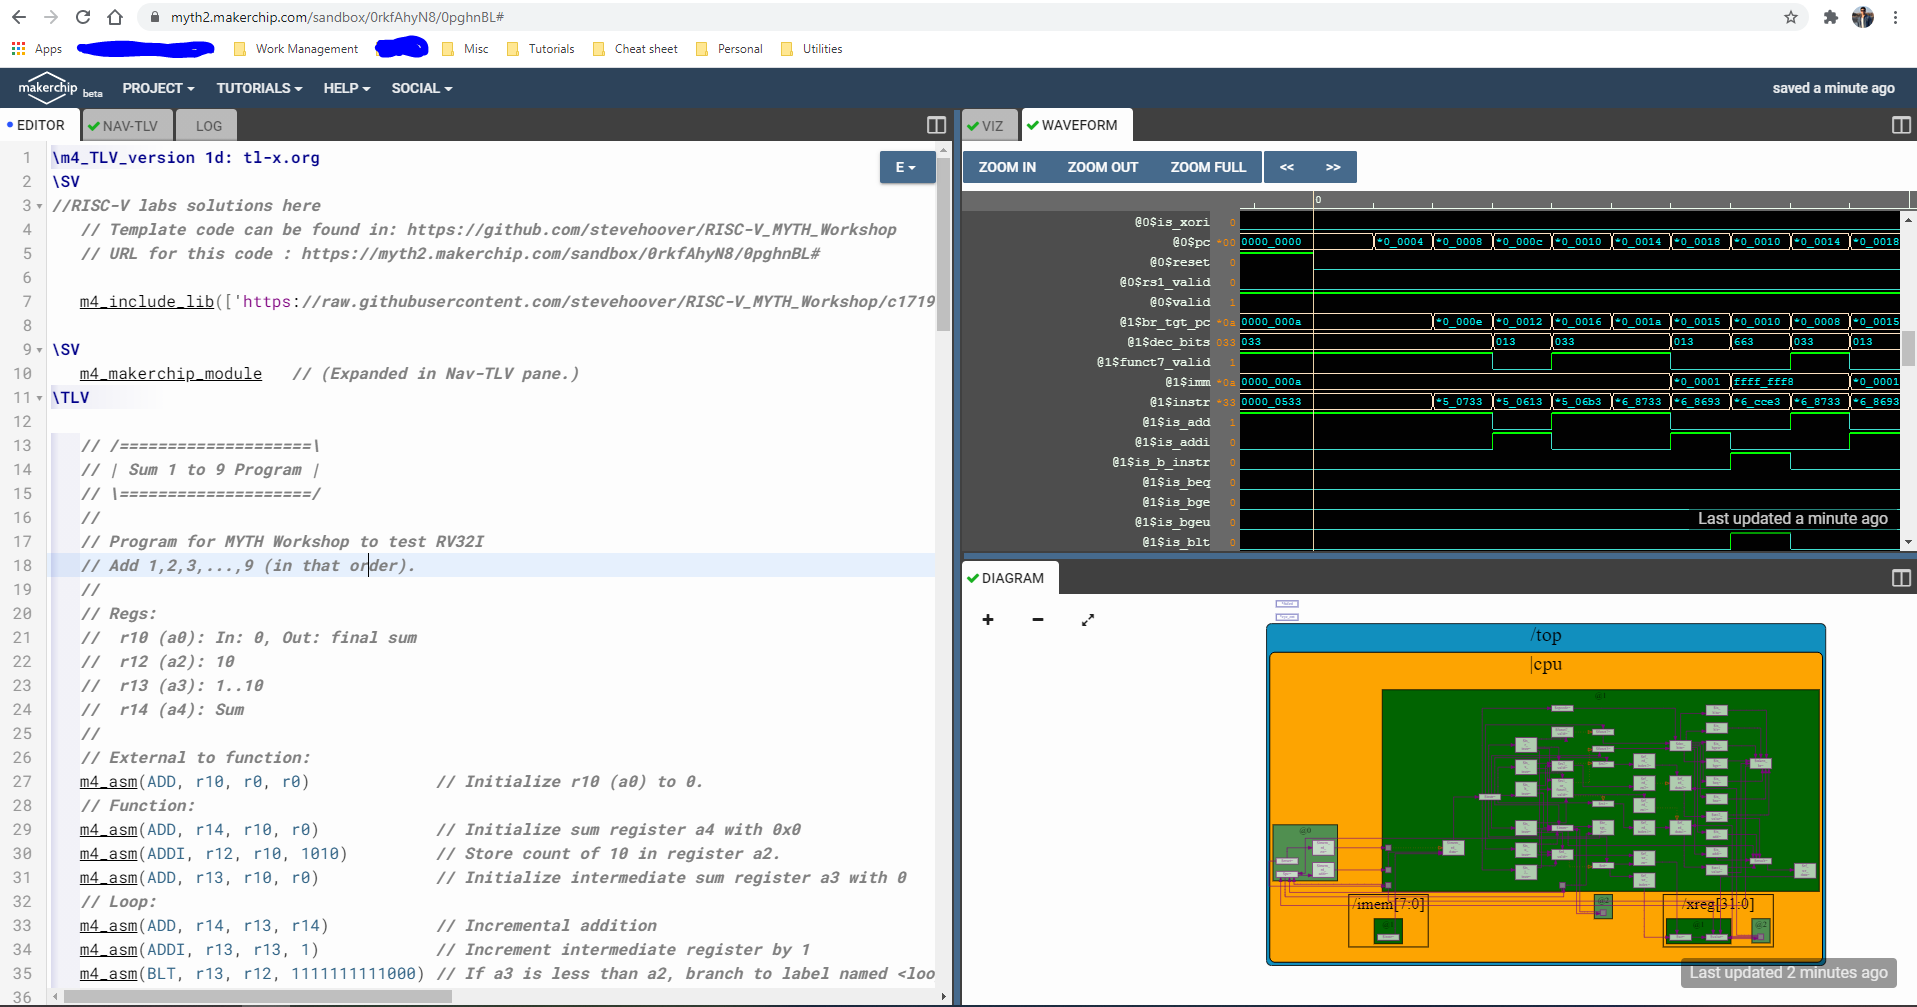 myth2.makerchip.com/sandbox/0rkfAhyN8/0pghnBL#
Apps Work Management Misc Tutorials Cheat sheet Personal Utilities
makerchip beta PROJECT TUTORIALS HELP SOCIAL saved a minute ago
EDITOR NAV-TLV LOG
E
1 \m4_TLV_version 1d: tl-x.org
2 \SV
3 //RISC-V labs solutions here
4 // Template code can be found in: https://github.com/stevehoover/RISC-V_MYTH_Workshop
5 // URL for this code : https://myth2.makerchip.com/sandbox/0rkfAhyN8/0pghnBL#
6
7 m4_include_lib(['https://raw.githubusercontent.com/stevehoover/RISC-V_MYTH_Workshop/c1719
8
9 \SV
10 m4_makerchip_module // (Expanded in Nav-TLV pane.)
11 \TLV
12
13 // /====================\
14 // | Sum 1 to 9 Program |
15 // \====================/
16 //
17 // Program for MYTH Workshop to test RV32I
18 // Add 1,2,3,...,9 (in that order).
19 //
20 // Regs:
21 // r10 (a0): In: 0, Out: final sum
22 // r12 (a2): 10
23 // r13 (a3): 1..10
24 // r14 (a4): Sum
25 //
26 // External to function:
27 m4_asm(ADD, r10, r0, r0) // Initialize r10 (a0) to 0.
28 // Function:
29 m4_asm(ADD, r14, r10, r0) // Initialize sum register a4 with 0x0
30 m4_asm(ADDI, r12, r10, 1010) // Store count of 10 in register a2.
31 m4_asm(ADD, r13, r10, r0) // Initialize intermediate sum register a3 with 0
32 // Loop:
33 m4_asm(ADD, r14, r13, r14) // Incremental addition
34 m4_asm(ADDI, r13, r13, 1) // Increment intermediate register by 1
35 m4_asm(BLT, r13, r12, 1111111111000) // If a3 is less than a2, branch to label named <loo
36
VIZ WAVEFORM
ZOOM IN ZOOM OUT ZOOM FULL << >>
0
@0$is_xori 0
@0$pc *00 0000_0000 *0_0004 *0_0008 *0_000c *0_0010 *0_0014 *0_0018 *0_0010 *0_0014 *0_0018
@0$reset 0
@0$rs1_valid 0
@0$valid 1
@1$br_tgt_pc *0a 0000_000a *0_000e *0_0012 *0_0016 *0_001a *0_0015 *0_0010 *0_0008 *0_0015
@1$dec_bits 033 033 013 033 013 663 033 013
@1$funct7_valid 1
@1$imm *0a 0000_000a *0_0001 ffff_fff8 *0_0001
@1$instr *33 0000_0533 *5_0733 *5_0613 *5_06b3 *6_8733 *6_8693 *6_cce3 *6_8733 *6_8693
@1$is_add 1
@1$is_addi 0
@1$is_b_instr 0
@1$is_beq 0
@1$is_bge 0
@1$is_bgeu 0
@1$is_blt 0
Last updated a minute ago
DIAGRAM
/top
|cpu
/imem[7:0]
/xreg[31:0]
Last updated 2 minutes ago